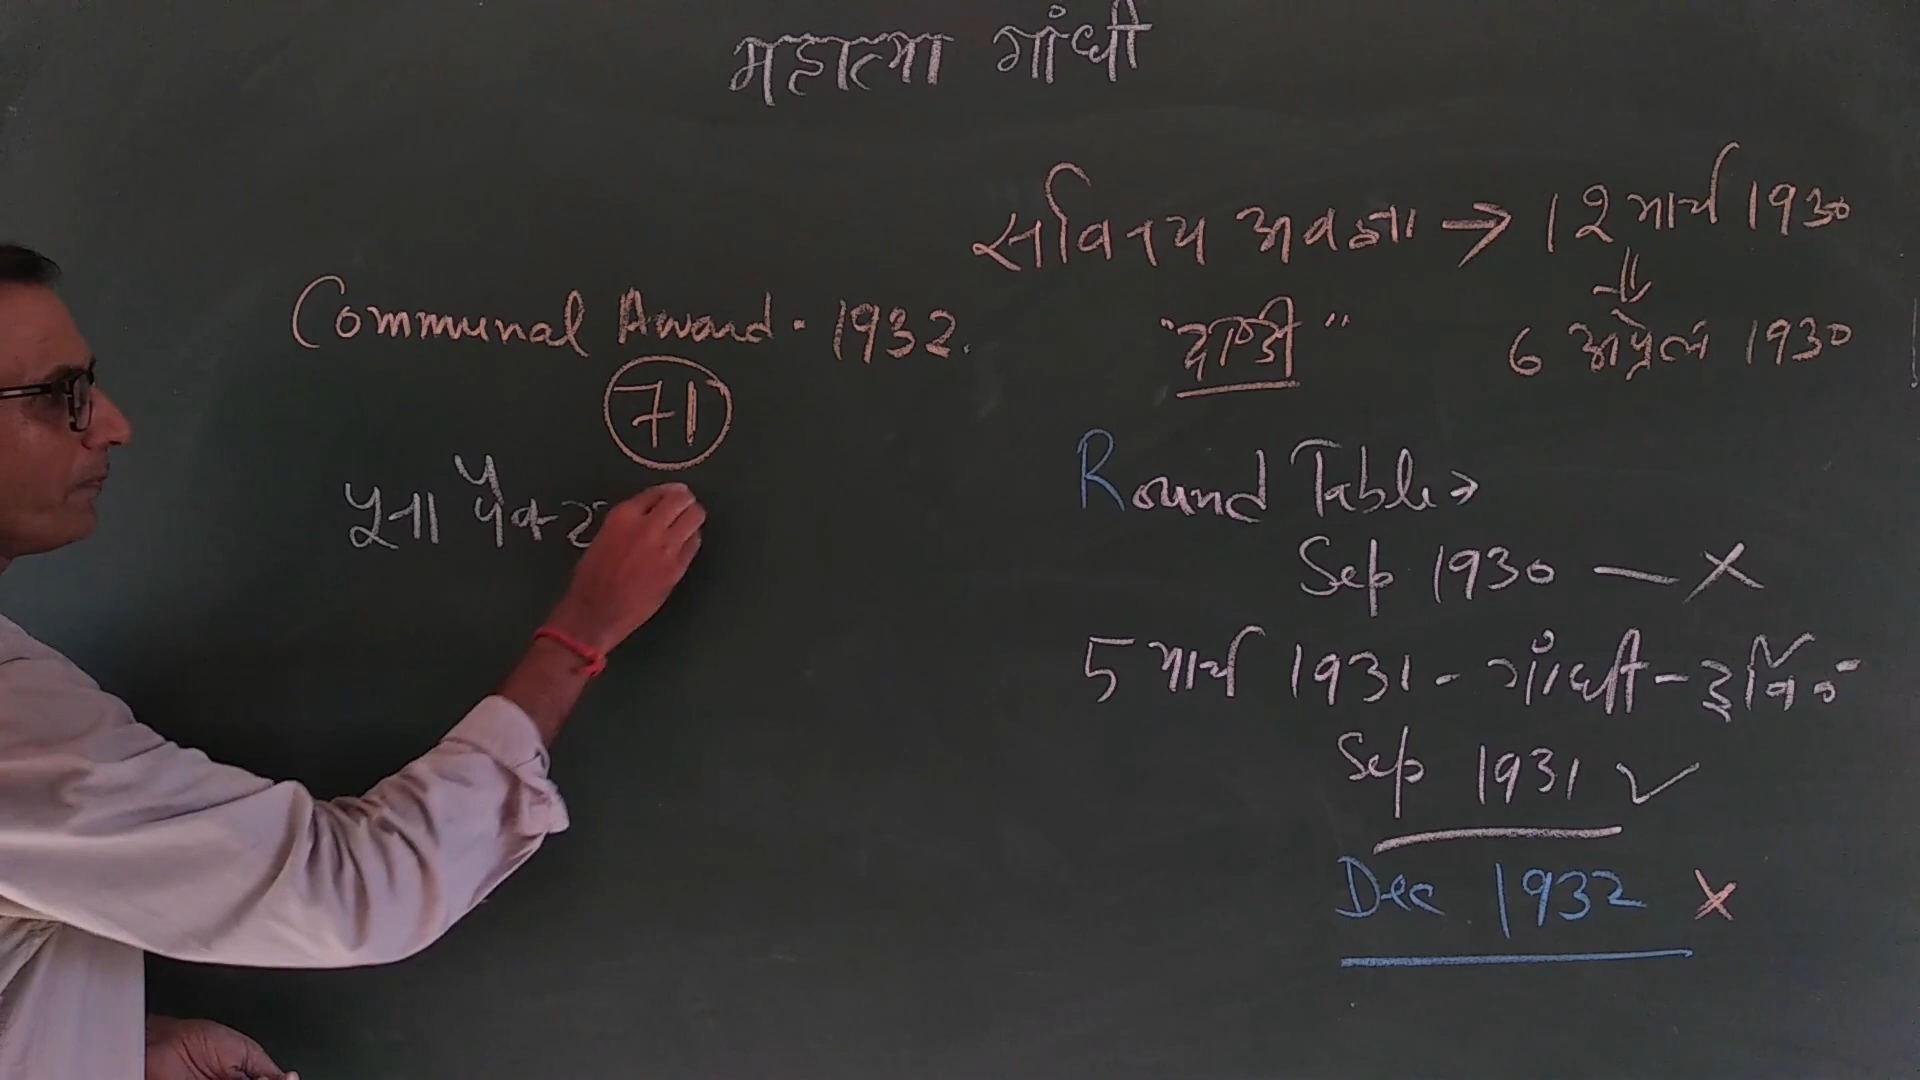 महात्मा गांधी
सविनय अवज्ञा → 12 मार्च 1930
⇓
"दाण्डी" 6 अप्रेल 1930
Communal Award · 1932.
71
पूना पैक्ट
Round Table →
Sep 1930 — ×
5 मार्च 1931 - गांधी - इर्विन
Sep 1931 ✓
Dec 1932 ×